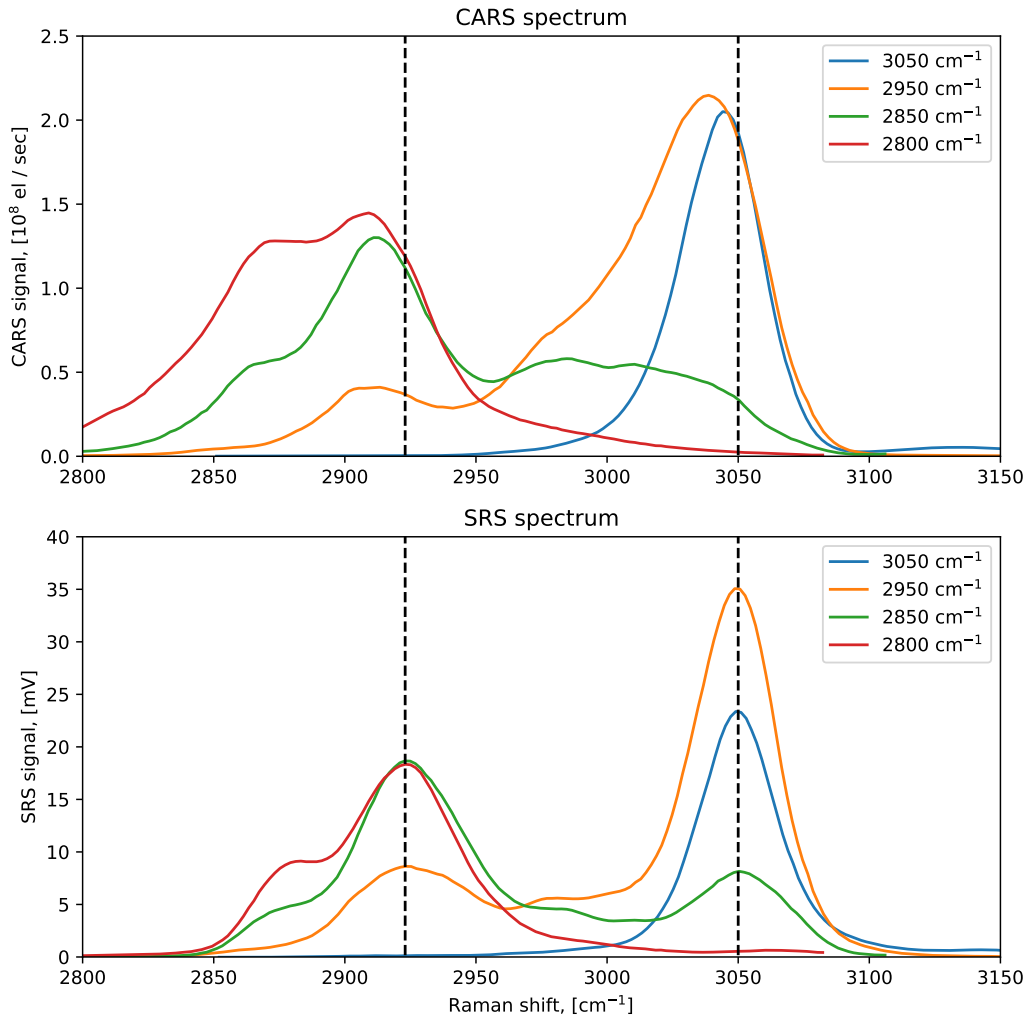 CARS spectrum
CARS signal, [10⁸ el / sec]
2.5
2.0
1.5
1.0
0.5
0.0
3050 cm⁻¹
2950 cm⁻¹
2850 cm⁻¹
2800 cm⁻¹
2800 2850 2900 2950 3000 3050 3100 3150
SRS spectrum
SRS signal, [mV]
40
35
30
25
20
15
10
5
0
3050 cm⁻¹
2950 cm⁻¹
2850 cm⁻¹
2800 cm⁻¹
2800 2850 2900 2950 3000 3050 3100 3150
Raman shift, [cm⁻¹]